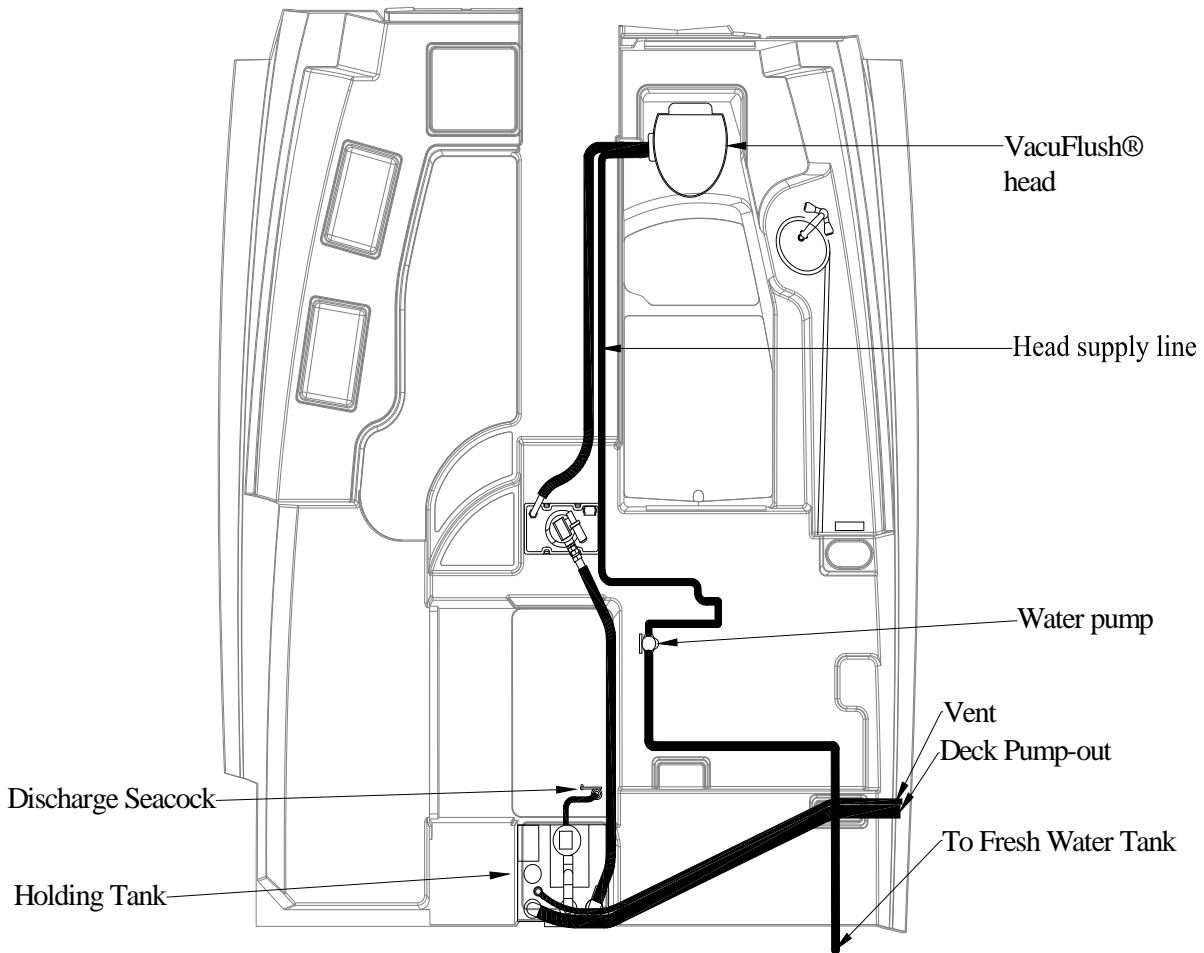 VacuFlush®
head
Head supply line
Water pump
Vent
Deck Pump-out
Discharge Seacock
To Fresh Water Tank
Holding Tank